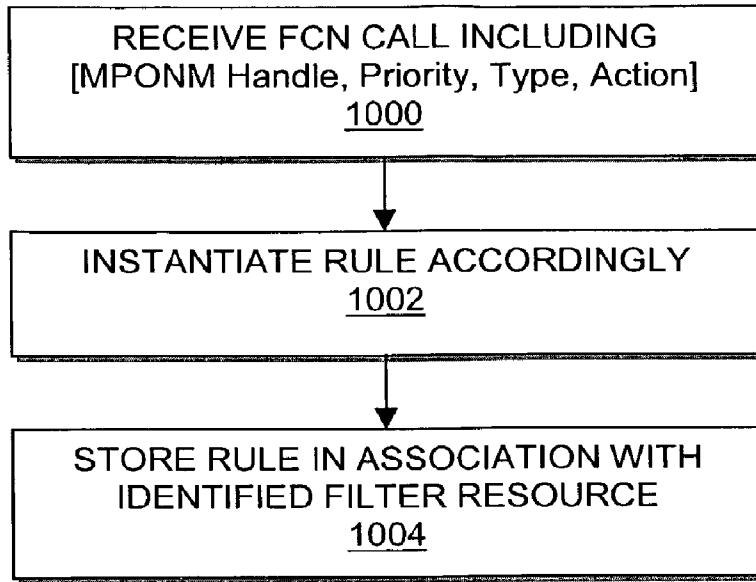 RECEIVE FCN CALL INCLUDING
[MPONM Handle, Priority, Type, Action]
1000
INSTANTIATE RULE ACCORDINGLY
1002
STORE RULE IN ASSOCIATION WITH
IDENTIFIED FILTER RESOURCE
1004